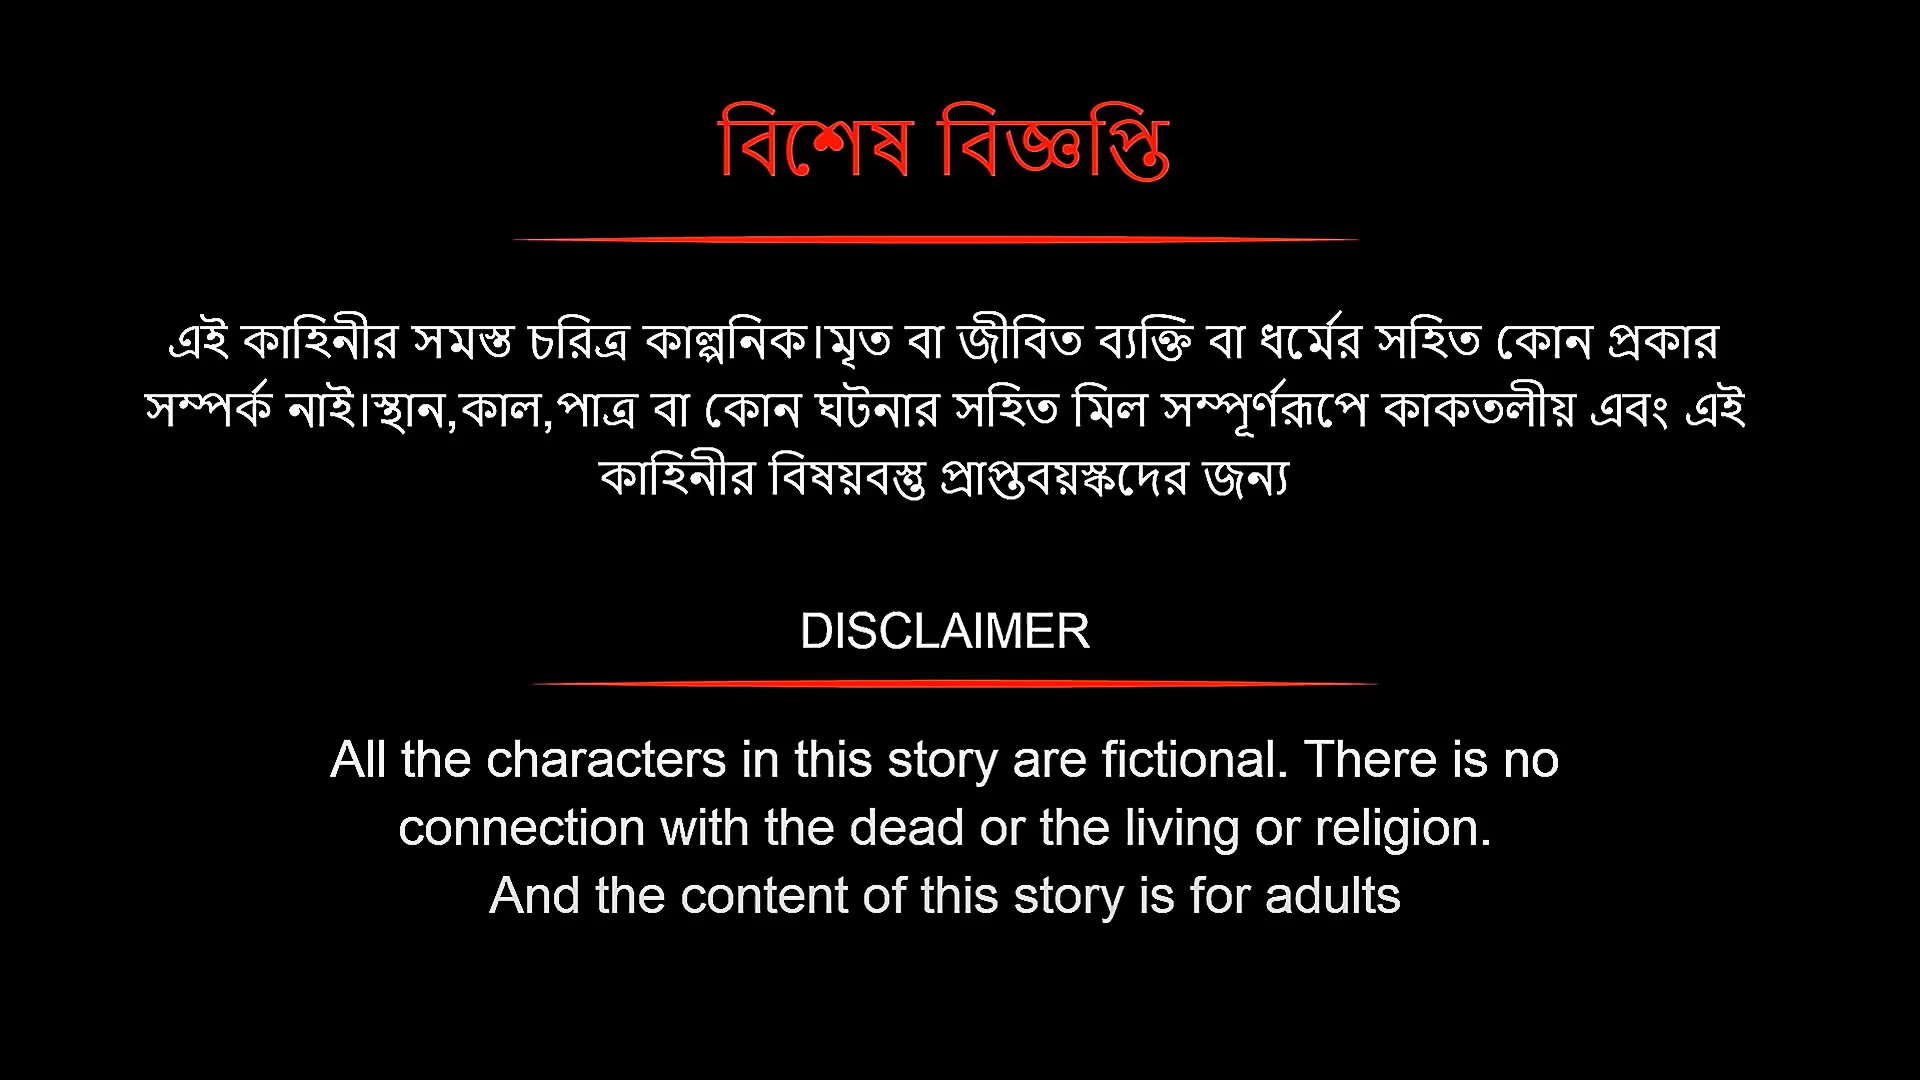 বিশেষ বিজ্ঞপ্তি
এই কাহিনীর সমস্ত চরিত্র কাল্পনিক।মৃত বা জীবিত ব্যক্তি বা ধর্মের সহিত কোন প্রকার
সম্পর্ক নাই।স্থান,কাল,পাত্র বা কোন ঘটনার সহিত মিল সম্পূর্ণরূপে কাকতলীয় এবং এই
কাহিনীর বিষয়বস্তু প্রাপ্তবয়স্কদের জন্য
DISCLAIMER
All the characters in this story are fictional. There is no
connection with the dead or the living or religion.
And the content of this story is for adults